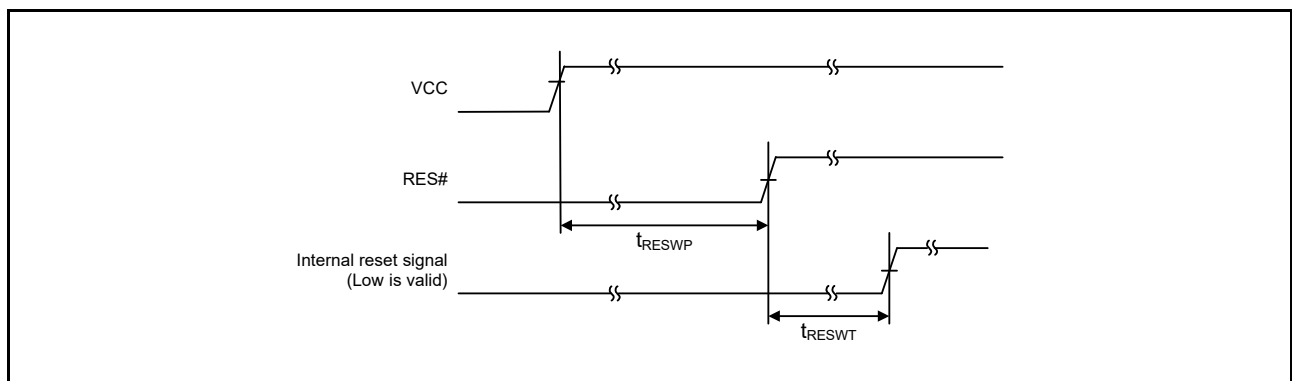 VCC
RES#
tRESWP
Internal reset signal
(Low is valid)
tRESWT